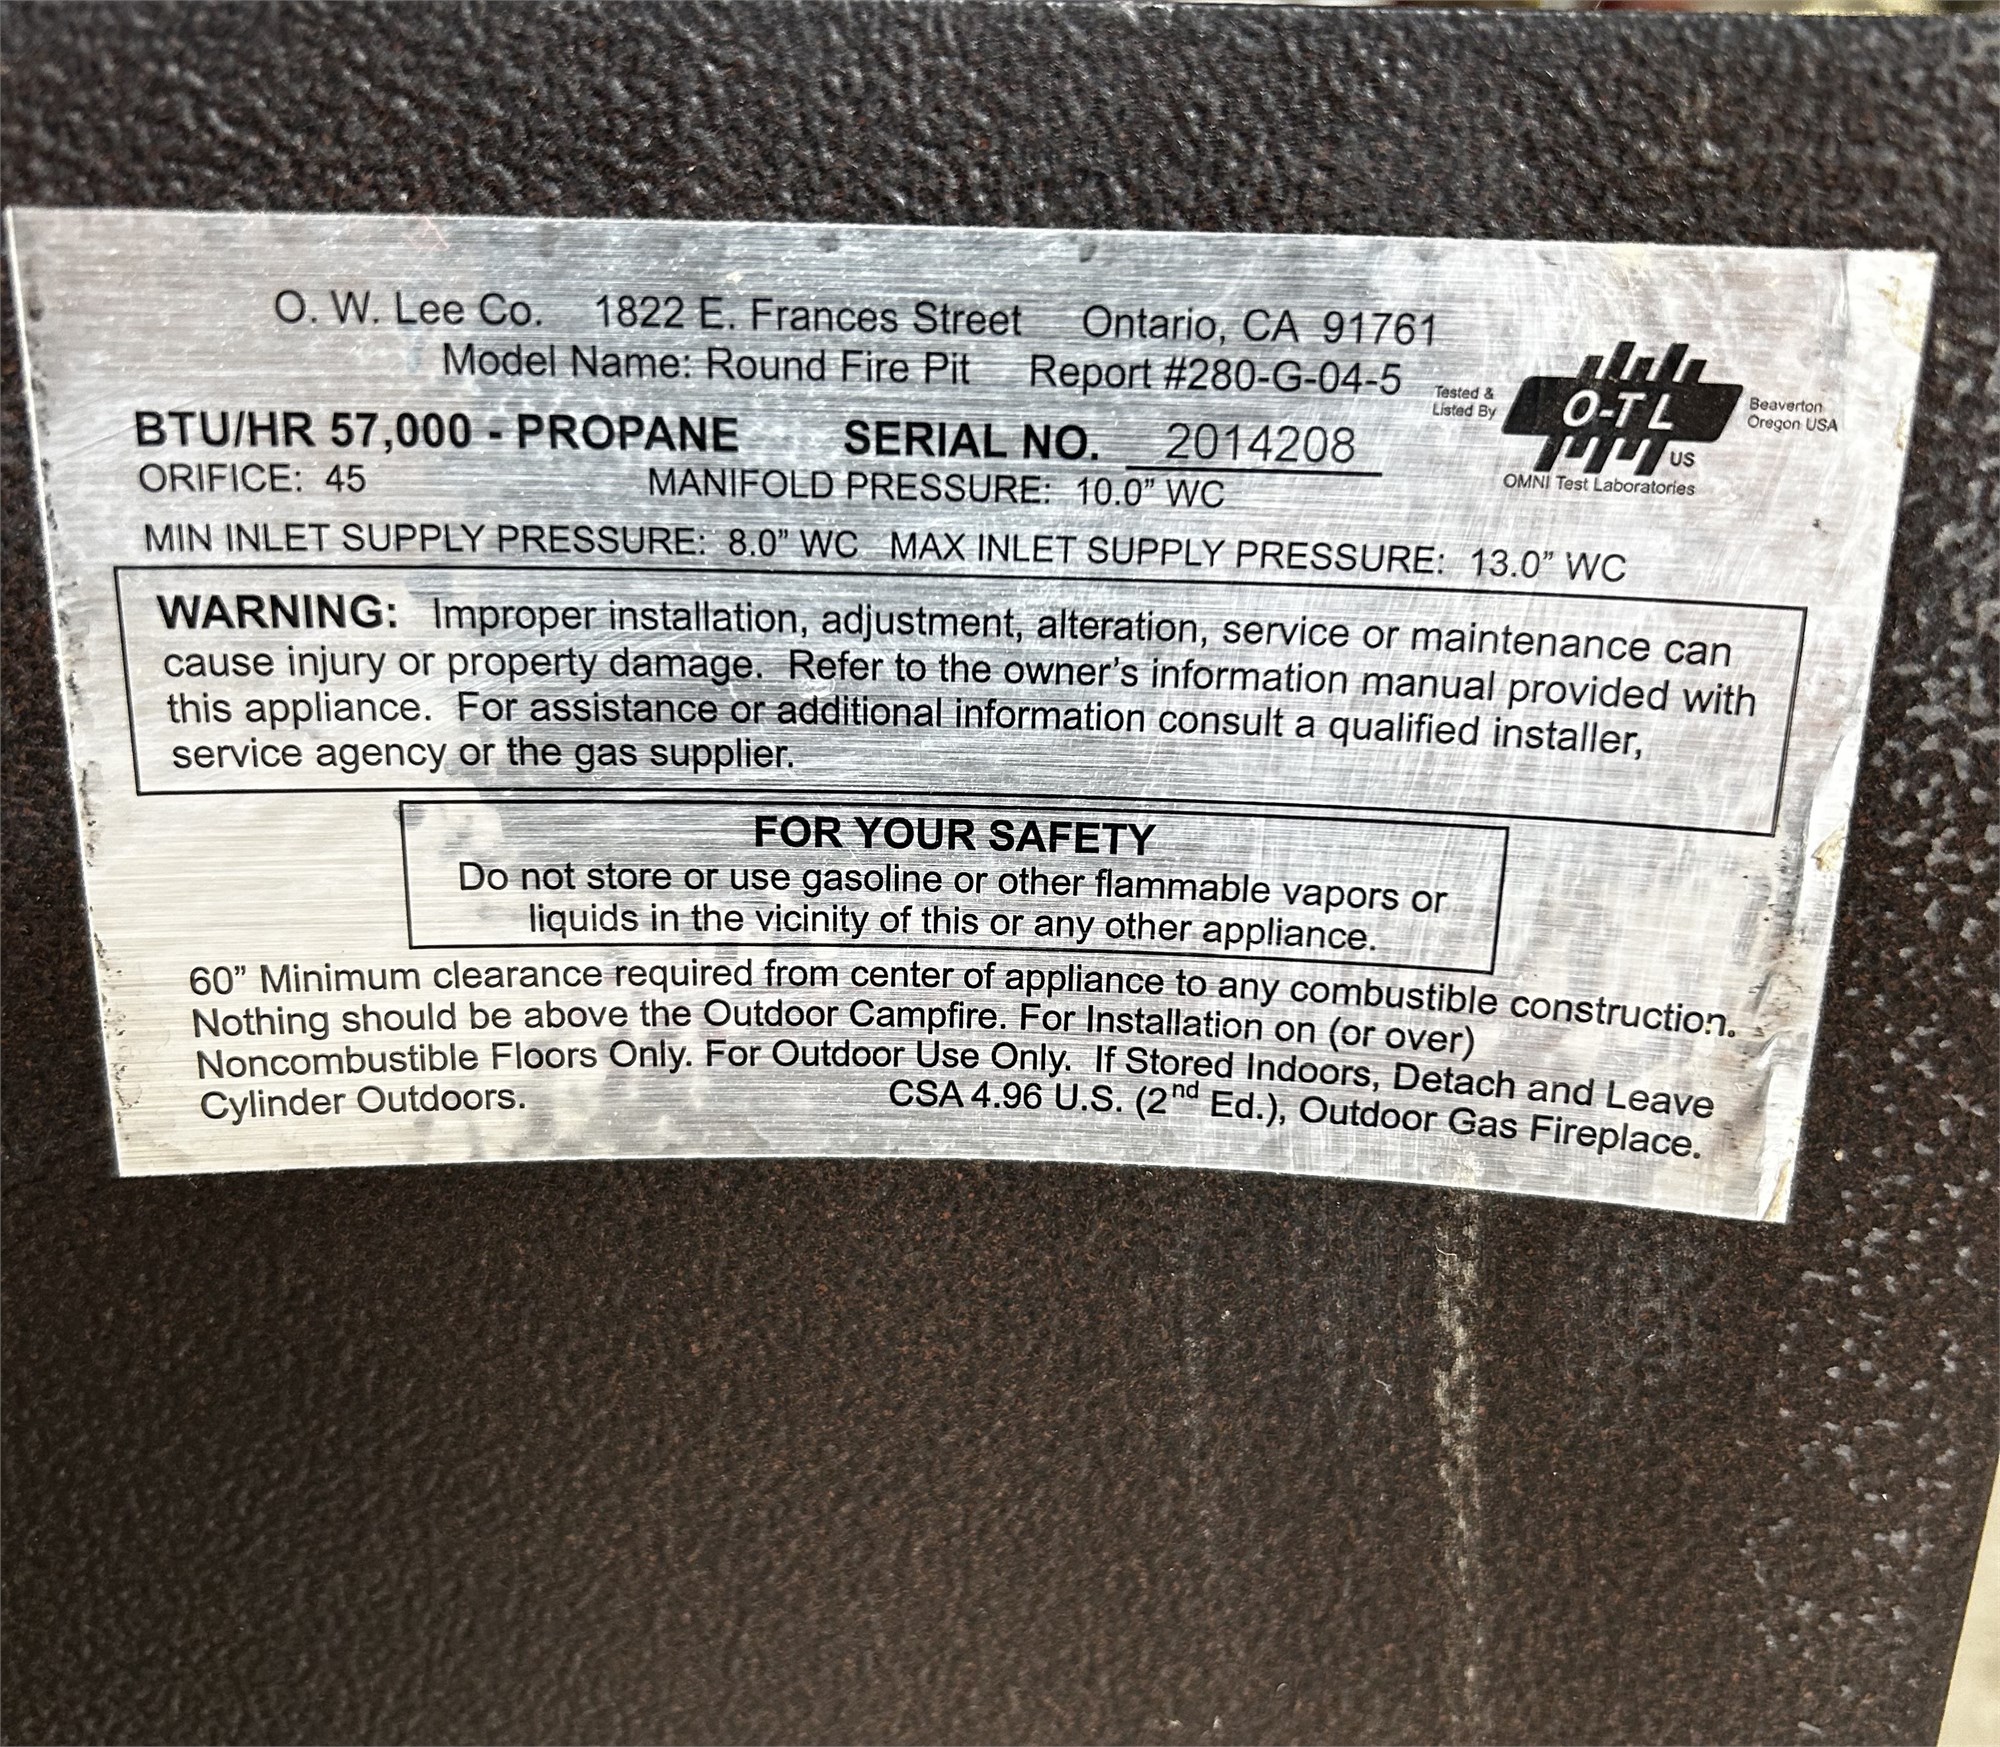 O. W. Lee Co. 1822 E. Frances Street Ontario, CA 91761
Model Name: Round Fire Pit Report #280-G-04-5
Tested &
Listed By
O-TL
US
Beaverton
Oregon USA
OMNI Test Laboratories
BTU/HR 57,000 - PROPANE SERIAL NO. 2014208
ORIFICE: 45 MANIFOLD PRESSURE: 10.0” WC
MIN INLET SUPPLY PRESSURE: 8.0” WC MAX INLET SUPPLY PRESSURE: 13.0” WC
WARNING: Improper installation, adjustment, alteration, service or maintenance can
cause injury or property damage. Refer to the owner’s information manual provided with
this appliance. For assistance or additional information consult a qualified installer,
service agency or the gas supplier.
FOR YOUR SAFETY
Do not store or use gasoline or other flammable vapors or
liquids in the vicinity of this or any other appliance.
60” Minimum clearance required from center of appliance to any combustible construction.
Nothing should be above the Outdoor Campfire. For Installation on (or over)
Noncombustible Floors Only. For Outdoor Use Only. If Stored Indoors, Detach and Leave
Cylinder Outdoors. CSA 4.96 U.S. (2nd Ed.), Outdoor Gas Fireplace.